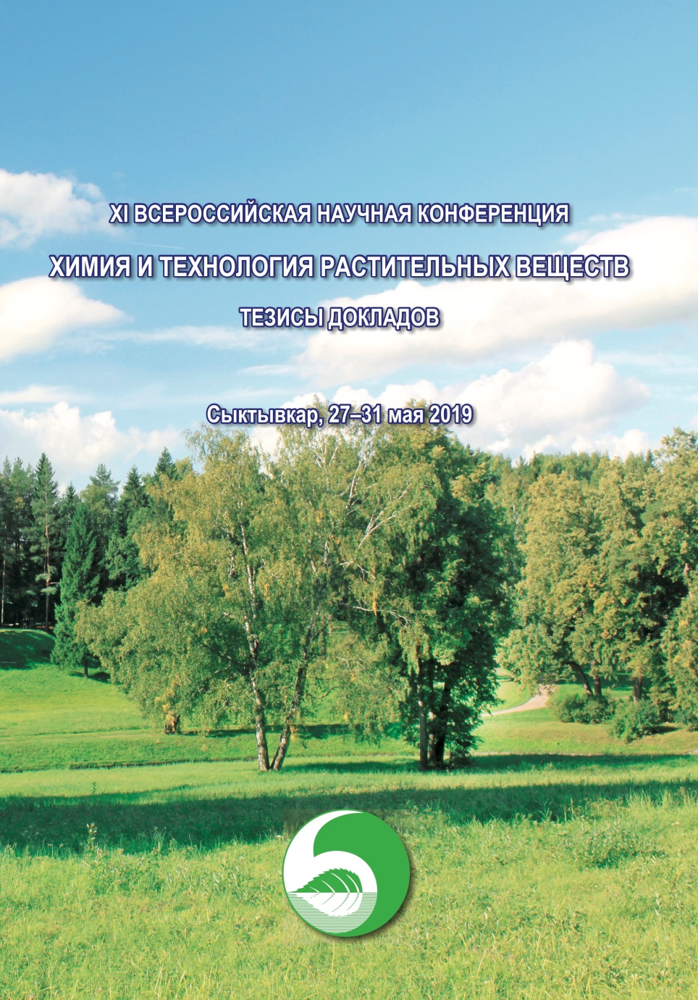 XI ВСЕРОССИЙСКАЯ НАУЧНАЯ КОНФЕРЕНЦИЯ
ХИМИЯ И ТЕХНОЛОГИЯ РАСТИТЕЛЬНЫХ ВЕЩЕСТВ
ТЕЗИСЫ ДОКЛАДОВ
Сыктывкар, 27–31 мая 2019